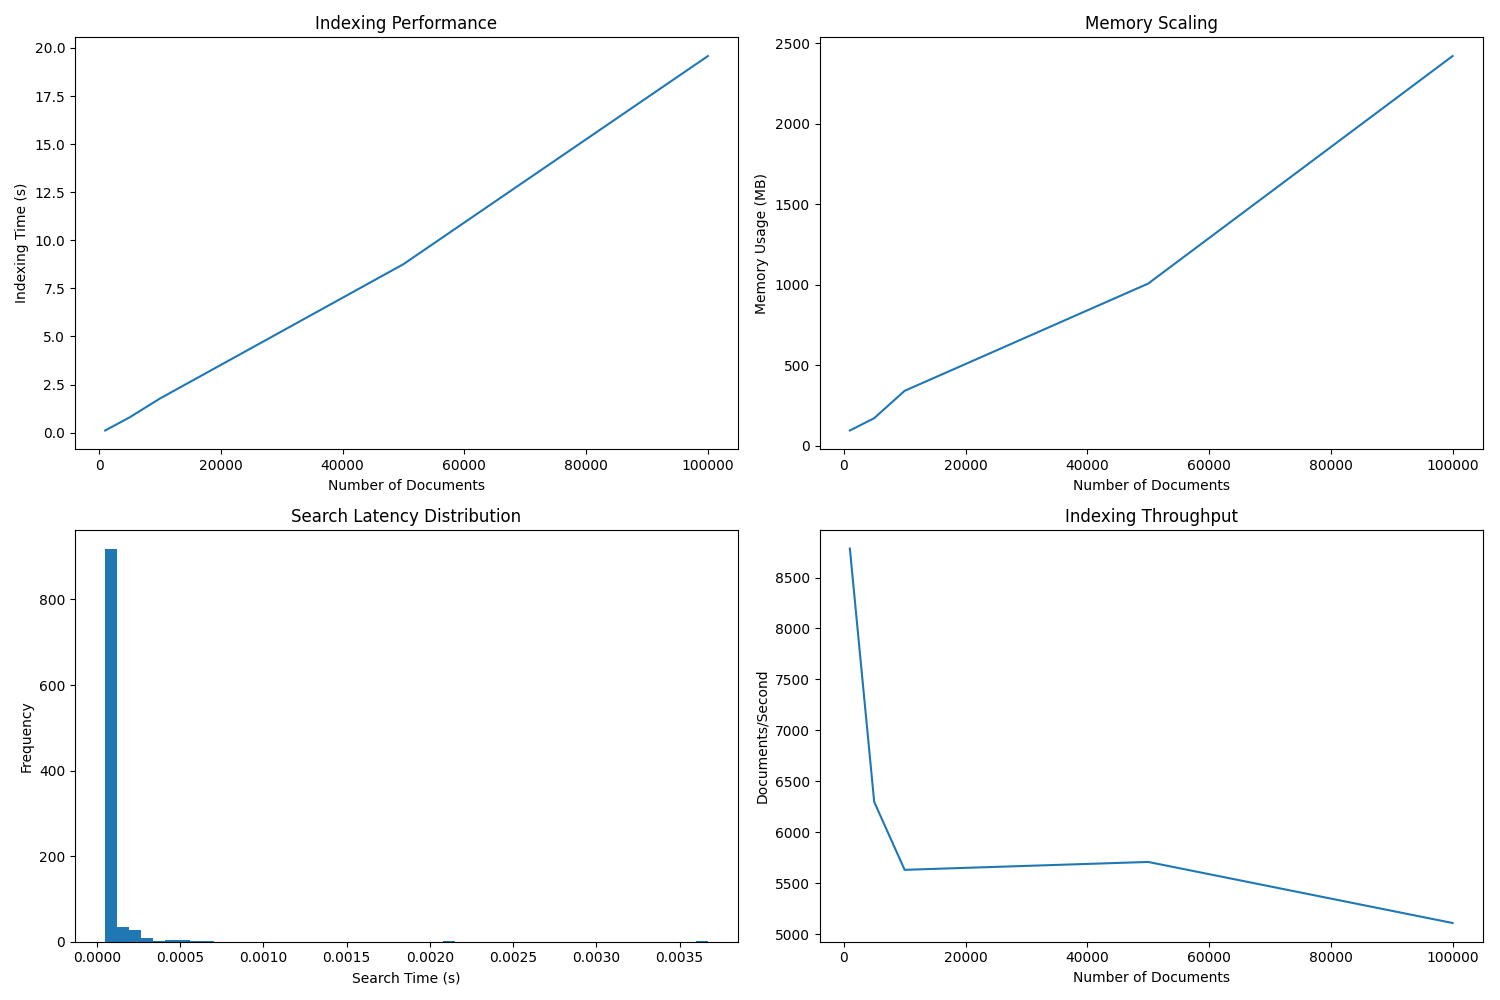 Indexing Performance
20.0
17.5
15.0
12.5
10.0
7.5
5.0
2.5
0.0
Indexing Time (s)
0 20000 40000 60000 80000 100000
Number of Documents
Memory Scaling
2500
2000
1500
1000
500
0
Memory Usage (MB)
0 20000 40000 60000 80000 100000
Number of Documents
Search Latency Distribution
800
600
400
200
0
Frequency
0.0000 0.0005 0.0010 0.0015 0.0020 0.0025 0.0030 0.0035
Search Time (s)
Indexing Throughput
8500
8000
7500
7000
6500
6000
5500
5000
Documents/Second
0 20000 40000 60000 80000 100000
Number of Documents